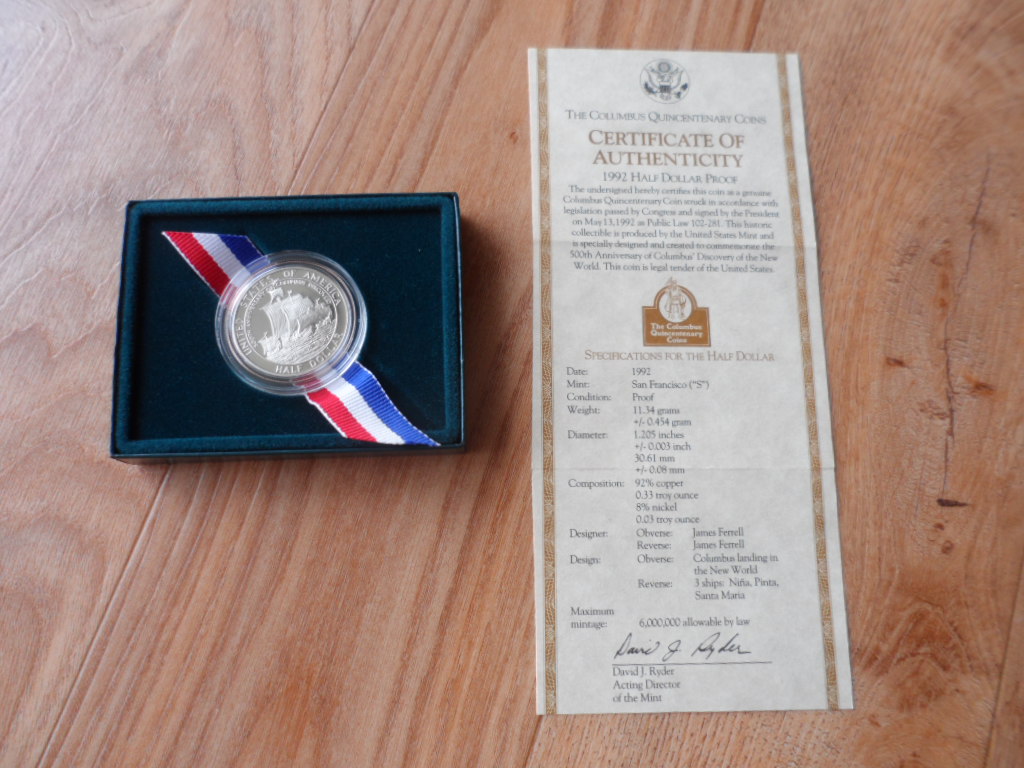 UNITED STATES OF AMERICA
HALF DOLLAR
THE COLUMBUS QUINCENTENARY COINS
CERTIFICATE OF
AUTHENTICITY
1992 HALF DOLLAR PROOF
The undersigned hereby certifies this coin as a genuine
Columbus Quincentenary Coin struck in accordance with
legislation passed by Congress and signed by the President
on May 13, 1992 as Public Law 102-281. This historic
collectible is produced by the United States Mint and
is specially designed and created to commemorate the
500th Anniversary of Columbus' Discovery of the New
World. This coin is legal tender of the United States.
The Columbus
Quincentenary
Coins
SPECIFICATIONS FOR THE HALF DOLLAR
Date: 1992
Mint: San Francisco ("S")
Condition: Proof
Weight: 11.34 grams
+/- 0.454 gram
Diameter: 1.205 inches
+/- 0.003 inch
30.61 mm
+/- 0.08 mm
Composition: 92% copper
0.33 troy ounce
8% nickel
0.03 troy ounce
Designer: Obverse: James Ferrell
Reverse: James Ferrell
Design: Obverse: Columbus landing in
the New World
Reverse: 3 ships: Niña, Pinta,
Santa Maria
Maximum
mintage: 6,000,000 allowable by law
David J. Ryder
David J. Ryder
Acting Director
of the Mint